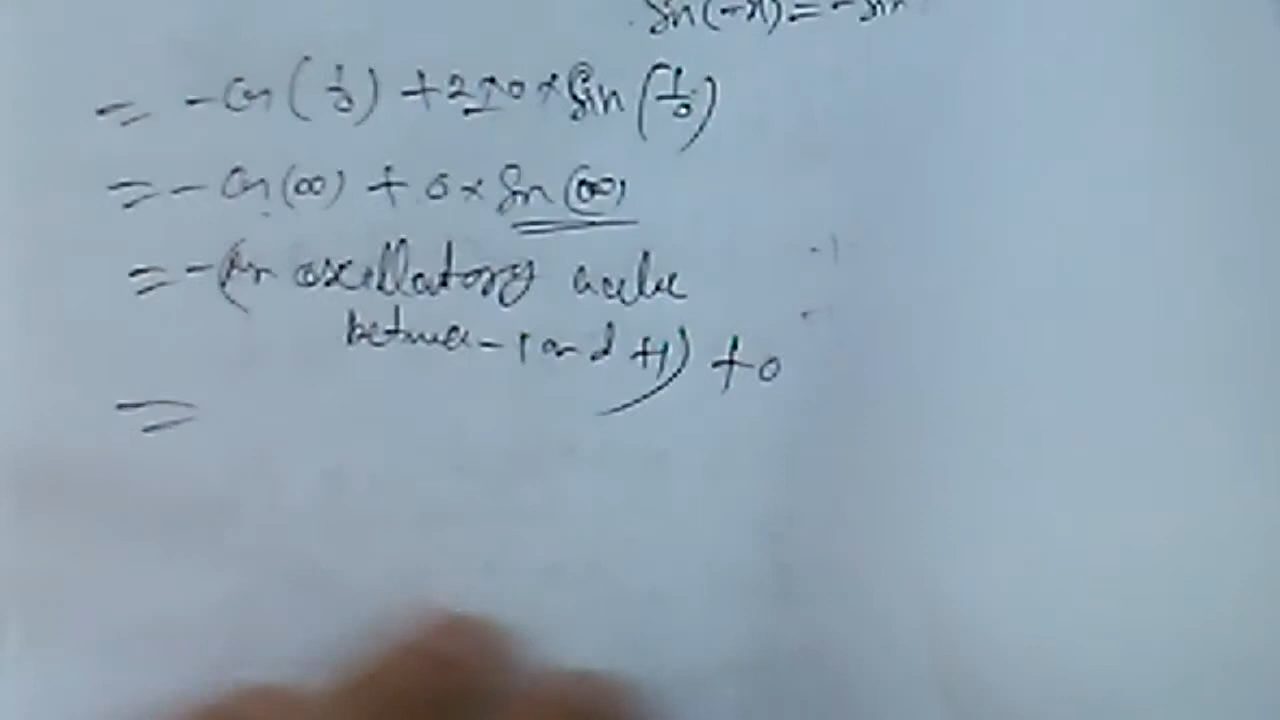 sin(-x) = -sin
= -cos(1/0) + 2×0×sin(1/0)
= -cos(∞) + 0×sin(∞)
= -(An oscillatory value
between -1 and +1) + 0
=